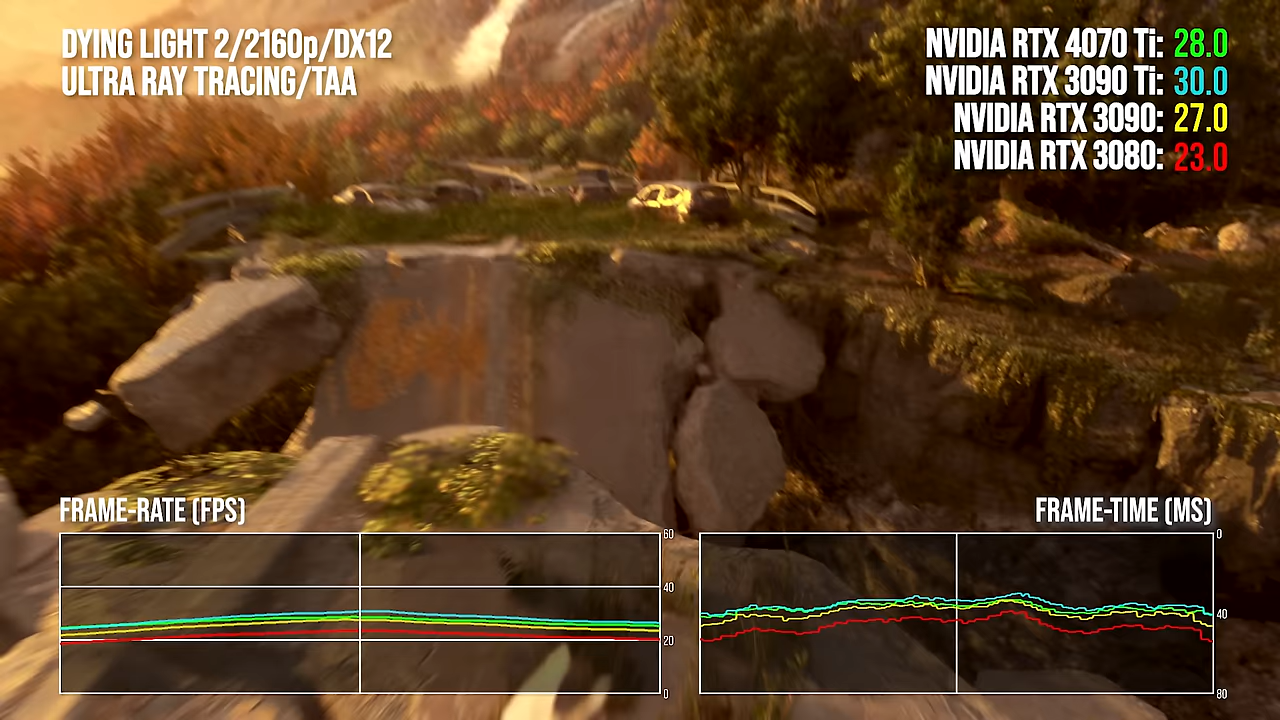 DYING LIGHT 2/2160p/DX12
ULTRA RAY TRACING/TAA
NVIDIA RTX 4070 Ti: 28.0
NVIDIA RTX 3090 Ti: 30.0
NVIDIA RTX 3090: 27.0
NVIDIA RTX 3080: 23.0
FRAME-RATE (FPS)
60
40
20
0
FRAME-TIME (MS)
0
40
80